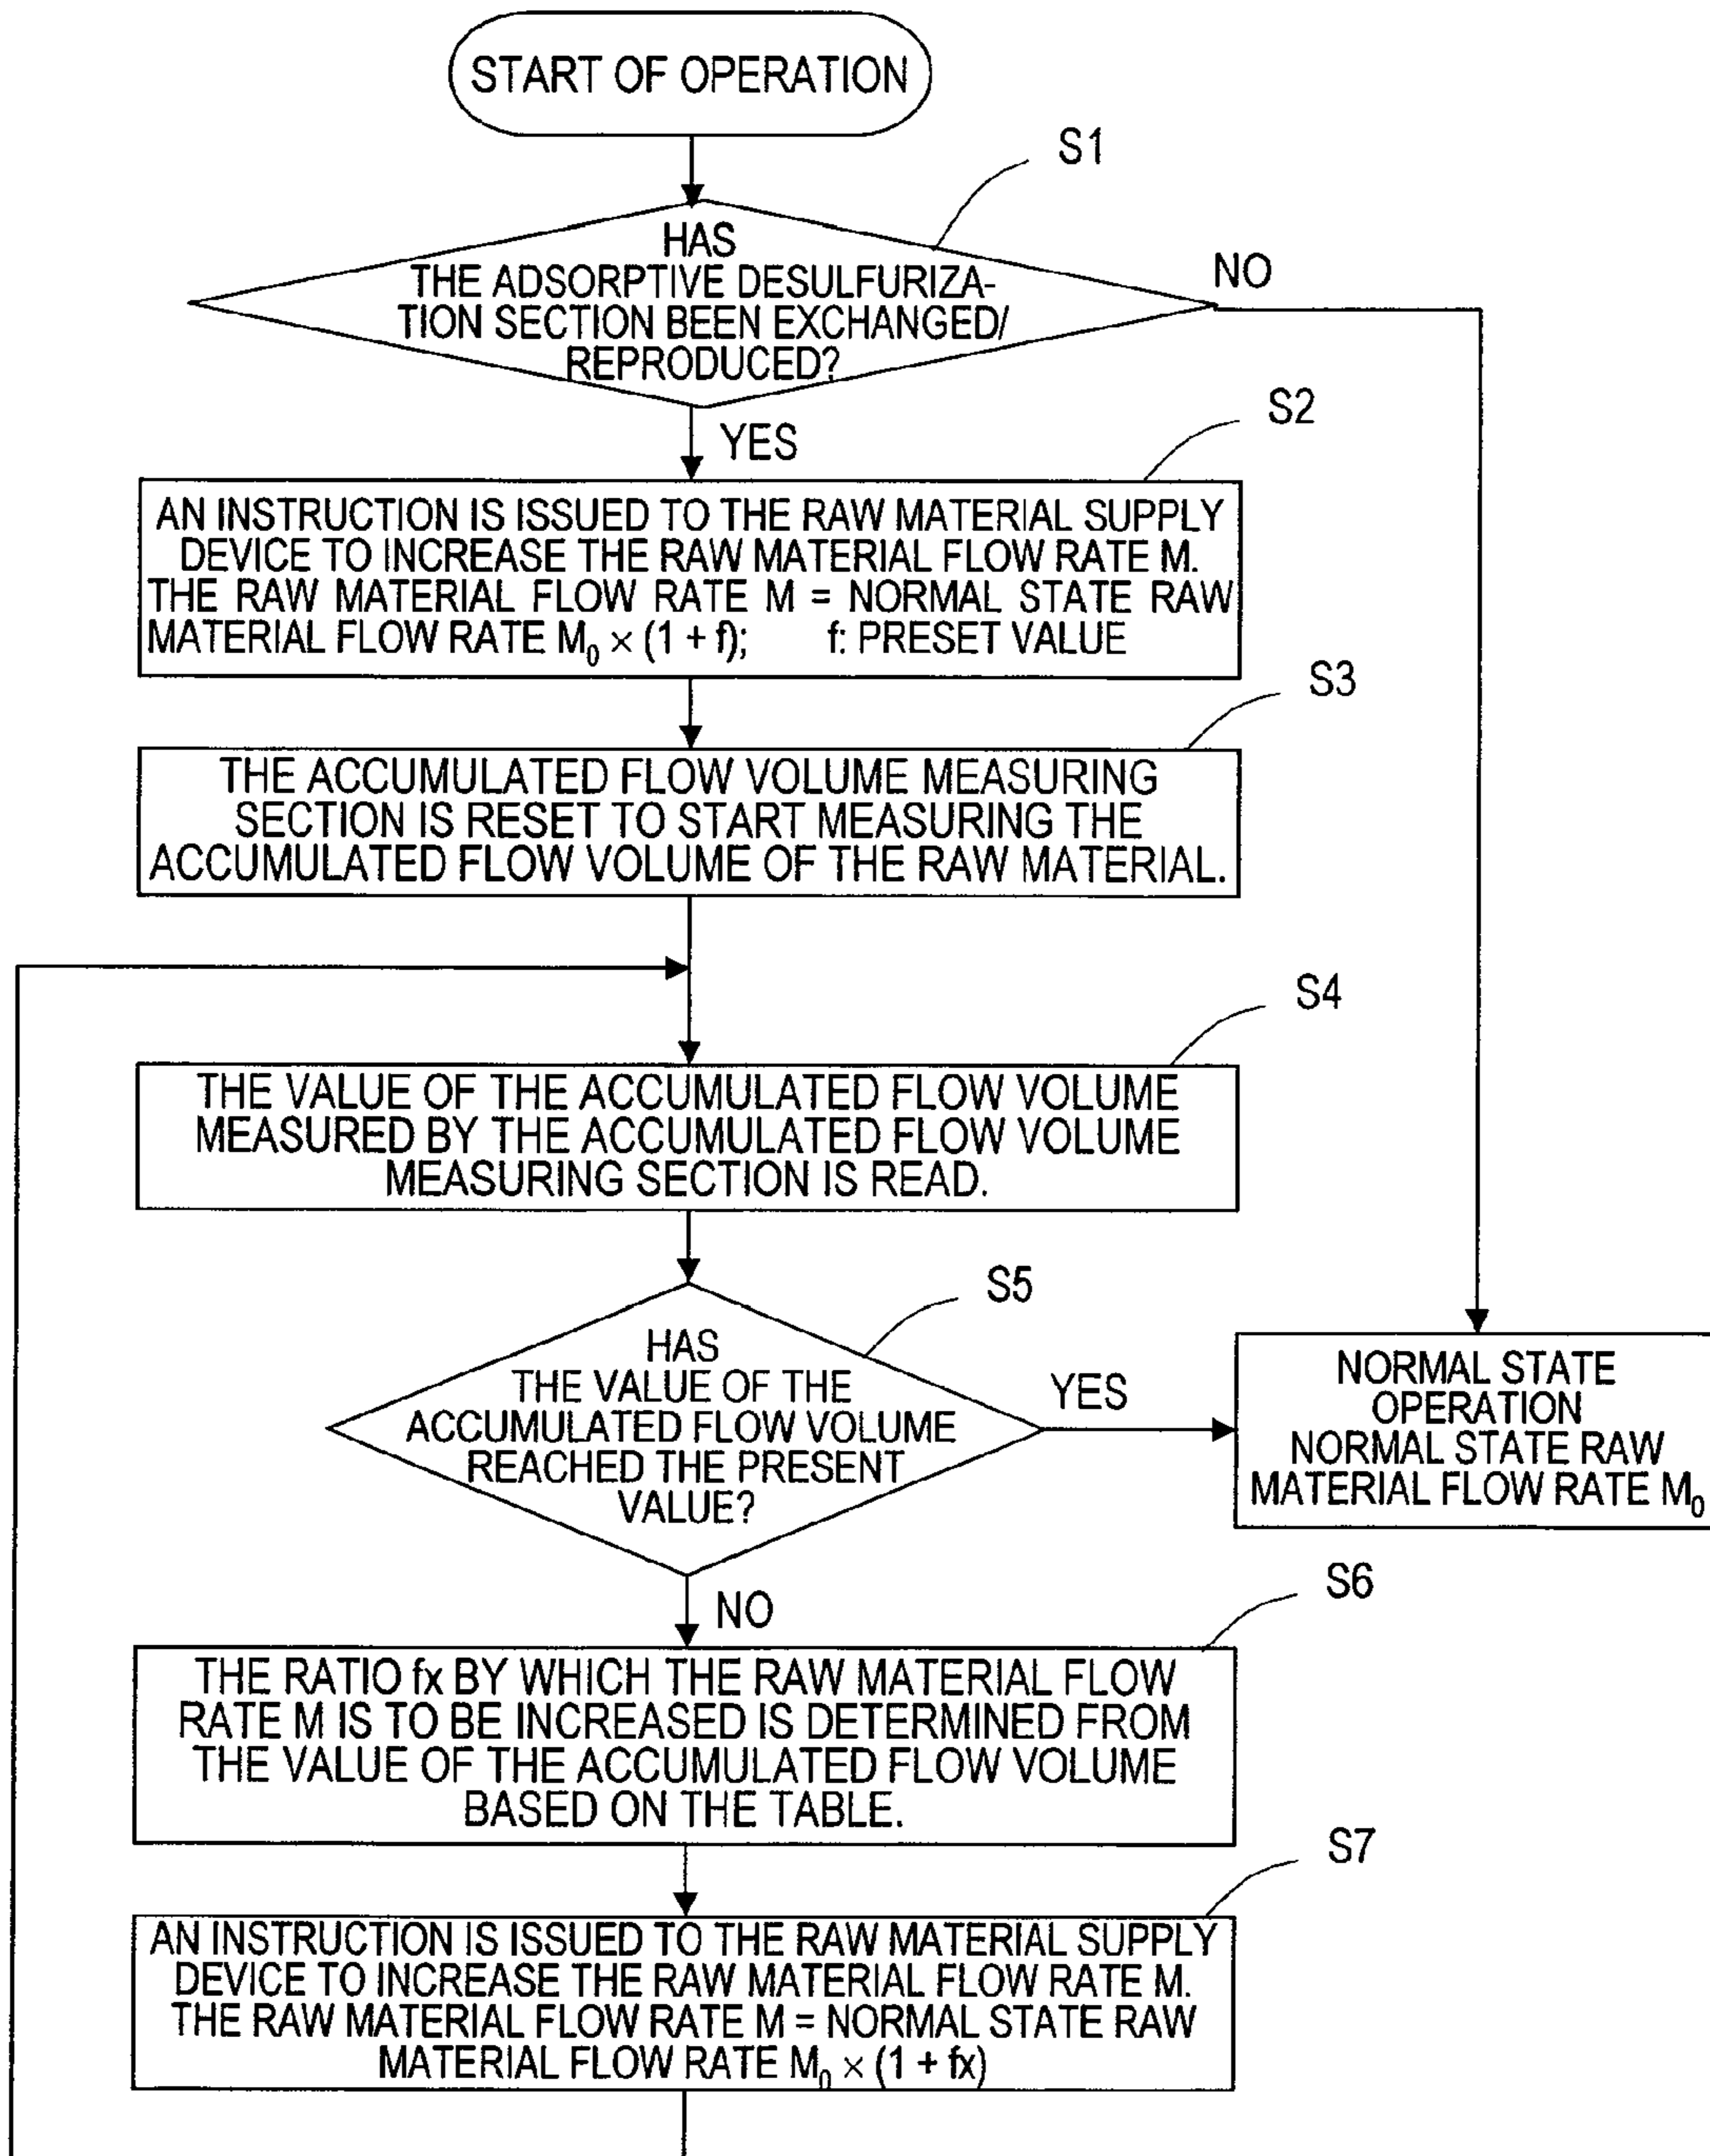 START OF OPERATION
S1
HAS
THE ADSORPTIVE DESULFURIZA-
TION SECTION BEEN EXCHANGED/
REPRODUCED?
NO
YES
S2
AN INSTRUCTION IS ISSUED TO THE RAW MATERIAL SUPPLY
DEVICE TO INCREASE THE RAW MATERIAL FLOW RATE M.
THE RAW MATERIAL FLOW RATE M = NORMAL STATE RAW
MATERIAL FLOW RATE M₀ × (1 + f); f: PRESET VALUE
S3
THE ACCUMULATED FLOW VOLUME MEASURING
SECTION IS RESET TO START MEASURING THE
ACCUMULATED FLOW VOLUME OF THE RAW MATERIAL.
S4
THE VALUE OF THE ACCUMULATED FLOW VOLUME
MEASURED BY THE ACCUMULATED FLOW VOLUME
MEASURING SECTION IS READ.
S5
HAS
THE VALUE OF THE
ACCUMULATED FLOW VOLUME
REACHED THE PRESENT
VALUE?
YES
NORMAL STATE
OPERATION
NORMAL STATE RAW
MATERIAL FLOW RATE M₀
NO
S6
THE RATIO fx BY WHICH THE RAW MATERIAL FLOW
RATE M IS TO BE INCREASED IS DETERMINED FROM
THE VALUE OF THE ACCUMULATED FLOW VOLUME
BASED ON THE TABLE.
S7
AN INSTRUCTION IS ISSUED TO THE RAW MATERIAL SUPPLY
DEVICE TO INCREASE THE RAW MATERIAL FLOW RATE M.
THE RAW MATERIAL FLOW RATE M = NORMAL STATE RAW
MATERIAL FLOW RATE M₀ × (1 + fx)